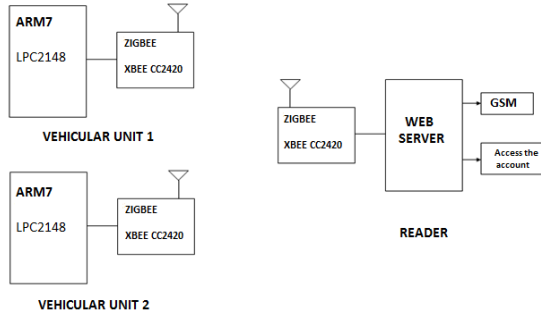 ARM7
LPC2148
ZIGBEE
XBEE CC2420
VEHICULAR UNIT 1
ARM7
LPC2148
ZIGBEE
XBEE CC2420
VEHICULAR UNIT 2
ZIGBEE
XBEE CC2420
WEB
SERVER
GSM
Access the
account
READER